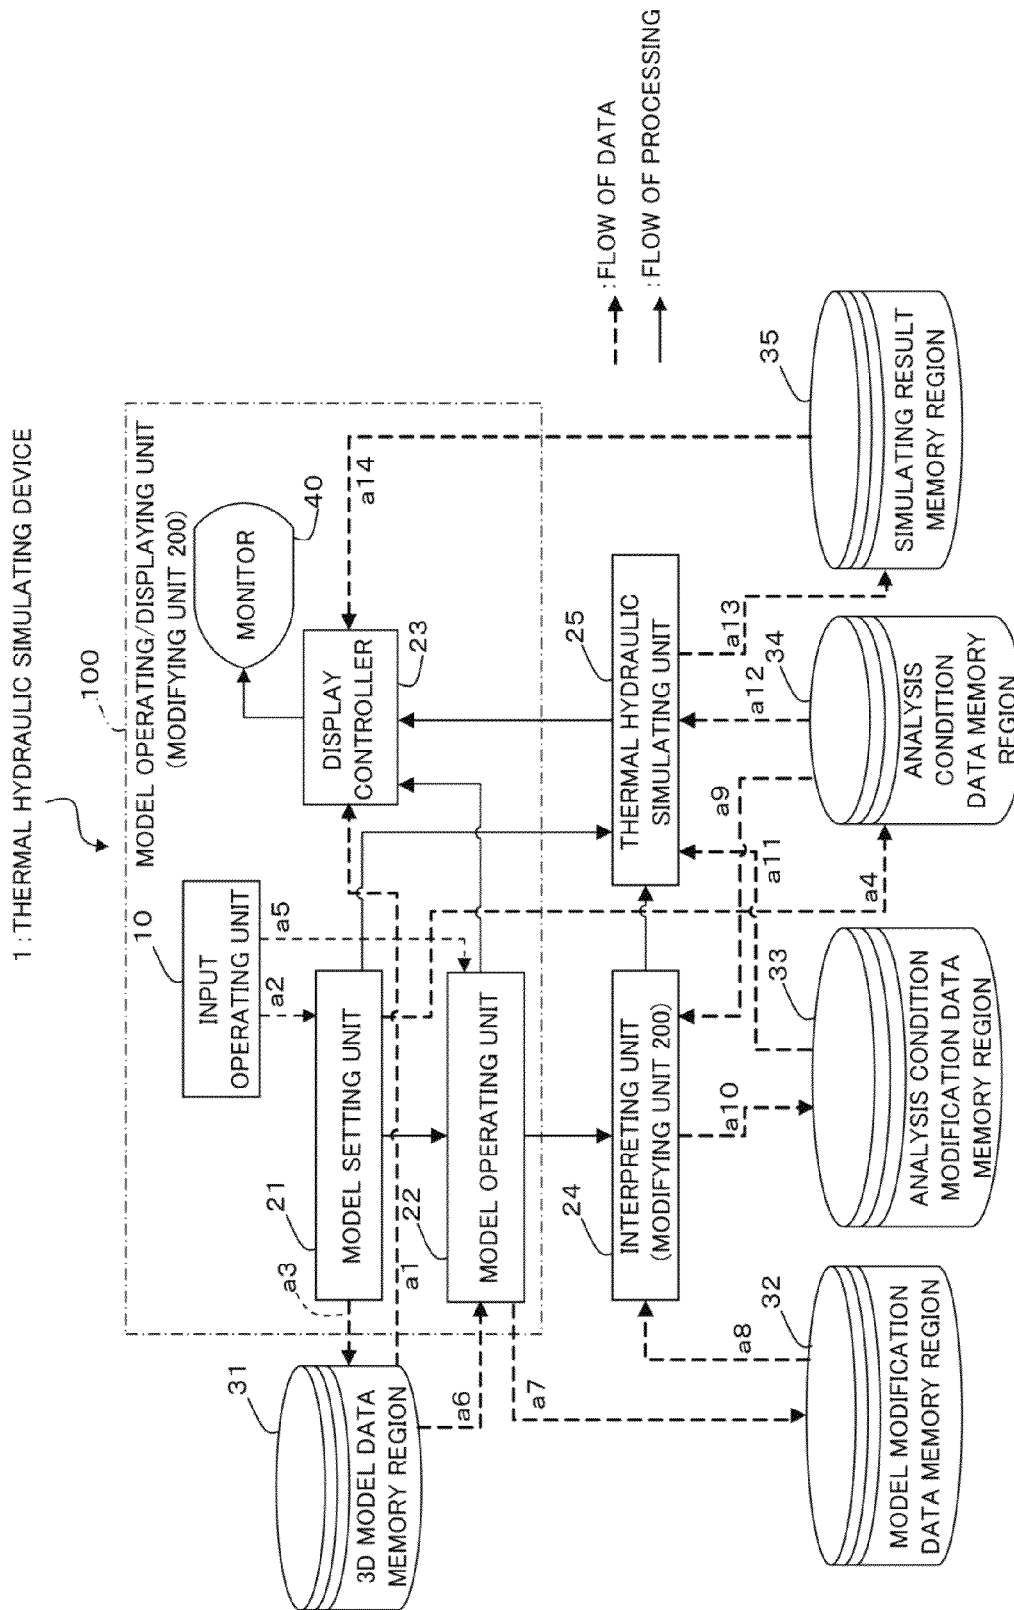 1 : THERMAL HYDRAULIC SIMULATING DEVICE
100
MODEL OPERATING/DISPLAYING UNIT
(MODIFYING UNIT 200)
10
INPUT
OPERATING UNIT
a2
a5
MONITOR
40
31
3D MODEL DATA
MEMORY REGION
a3
21
MODEL SETTING UNIT
a1
DISPLAY
CONTROLLER
23
a14
a6
22
MODEL OPERATING UNIT
a7
24
INTERPRETING UNIT
(MODIFYING UNIT 200)
25
THERMAL HYDRAULIC
SIMULATING UNIT
: FLOW OF DATA
: FLOW OF PROCESSING
a8
a10
a9
a11
a4
a12
a13
32
MODEL MODIFICATION
DATA MEMORY REGION
33
ANALYSIS CONDITION
MODIFICATION DATA
MEMORY REGION
34
ANALYSIS
CONDITION
DATA MEMORY
REGION
35
SIMULATING RESULT
MEMORY REGION